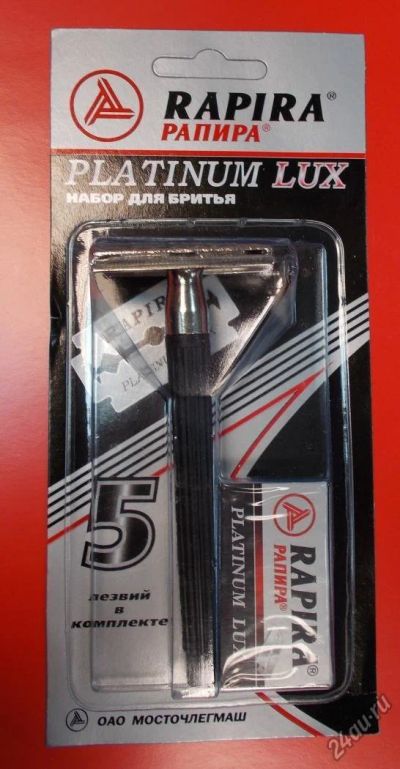 RAPIRA®
РАПИРА®
PLATINUM LUX
НАБОР ДЛЯ БРИТЬЯ
RAPIRA
PLATINUM
5
лезвий
в
комплекте
RAPIRA®
РАПИРА®
PLATINUM LUX
ОАО МОСТОЧЛЕГМАШ
24au.ru